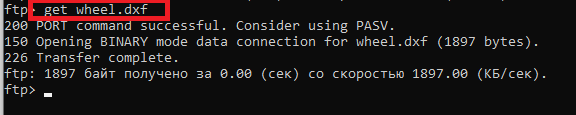 ftp> get wheel.dxf
200 PORT command successful. Consider using PASV.
150 Opening BINARY mode data connection for wheel.dxf (1897 bytes).
226 Transfer complete.
ftp: 1897 байт получено за 0.00 (сек) со скоростью 1897.00 (КБ/сек).
ftp>